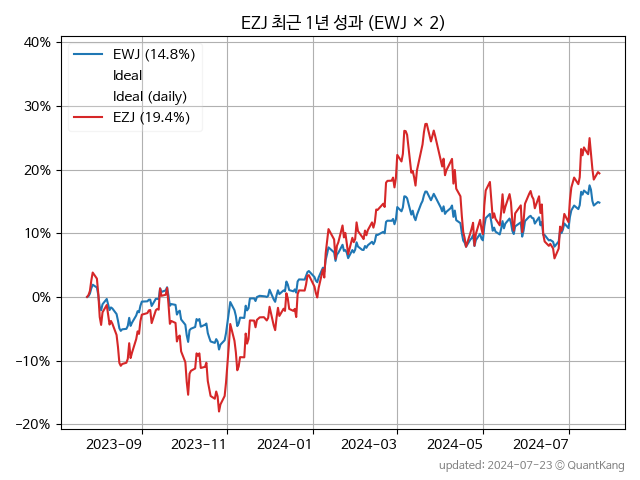 EZJ 최근 1년 성과 (EWJ × 2)
40%
30%
20%
10%
0%
−10%
−20%
EWJ (14.8%)
Ideal
Ideal (daily)
EZJ (19.4%)
2023−09
2023−11
2024−01
2024−03
2024−05
2024−07
updated: 2024-07-23 © QuantKang